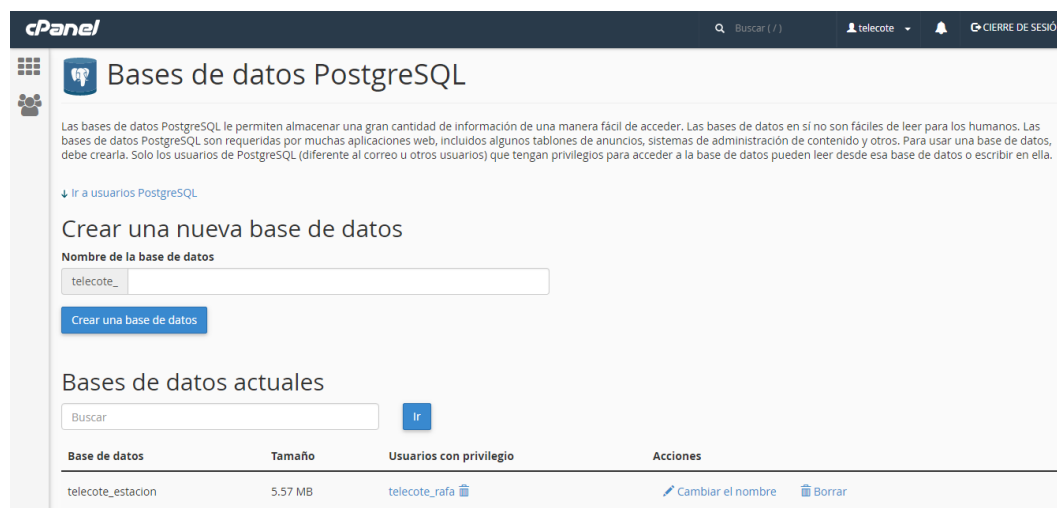 cPanel
Buscar ( / )
telecote
CIERRE DE SESIÓ
Bases de datos PostgreSQL
Las bases de datos PostgreSQL le permiten almacenar una gran cantidad de información de una manera fácil de acceder. Las bases de datos en sí no son fáciles de leer para los humanos. Las
bases de datos PostgreSQL son requeridas por muchas aplicaciones web, incluidos algunos tablones de anuncios, sistemas de administración de contenido y otros. Para usar una base de datos,
debe crearla. Solo los usuarios de PostgreSQL (diferente al correo u otros usuarios) que tengan privilegios para acceder a la base de datos pueden leer desde esa base de datos o escribir en ella.
Ir a usuarios PostgreSQL
Crear una nueva base de datos
Nombre de la base de datos
telecote_
Crear una base de datos
Bases de datos actuales
Buscar Ir
Base de datos Tamaño Usuarios con privilegio Acciones
telecote_estacion 5.57 MB telecote_rafa Cambiar el nombre Borrar